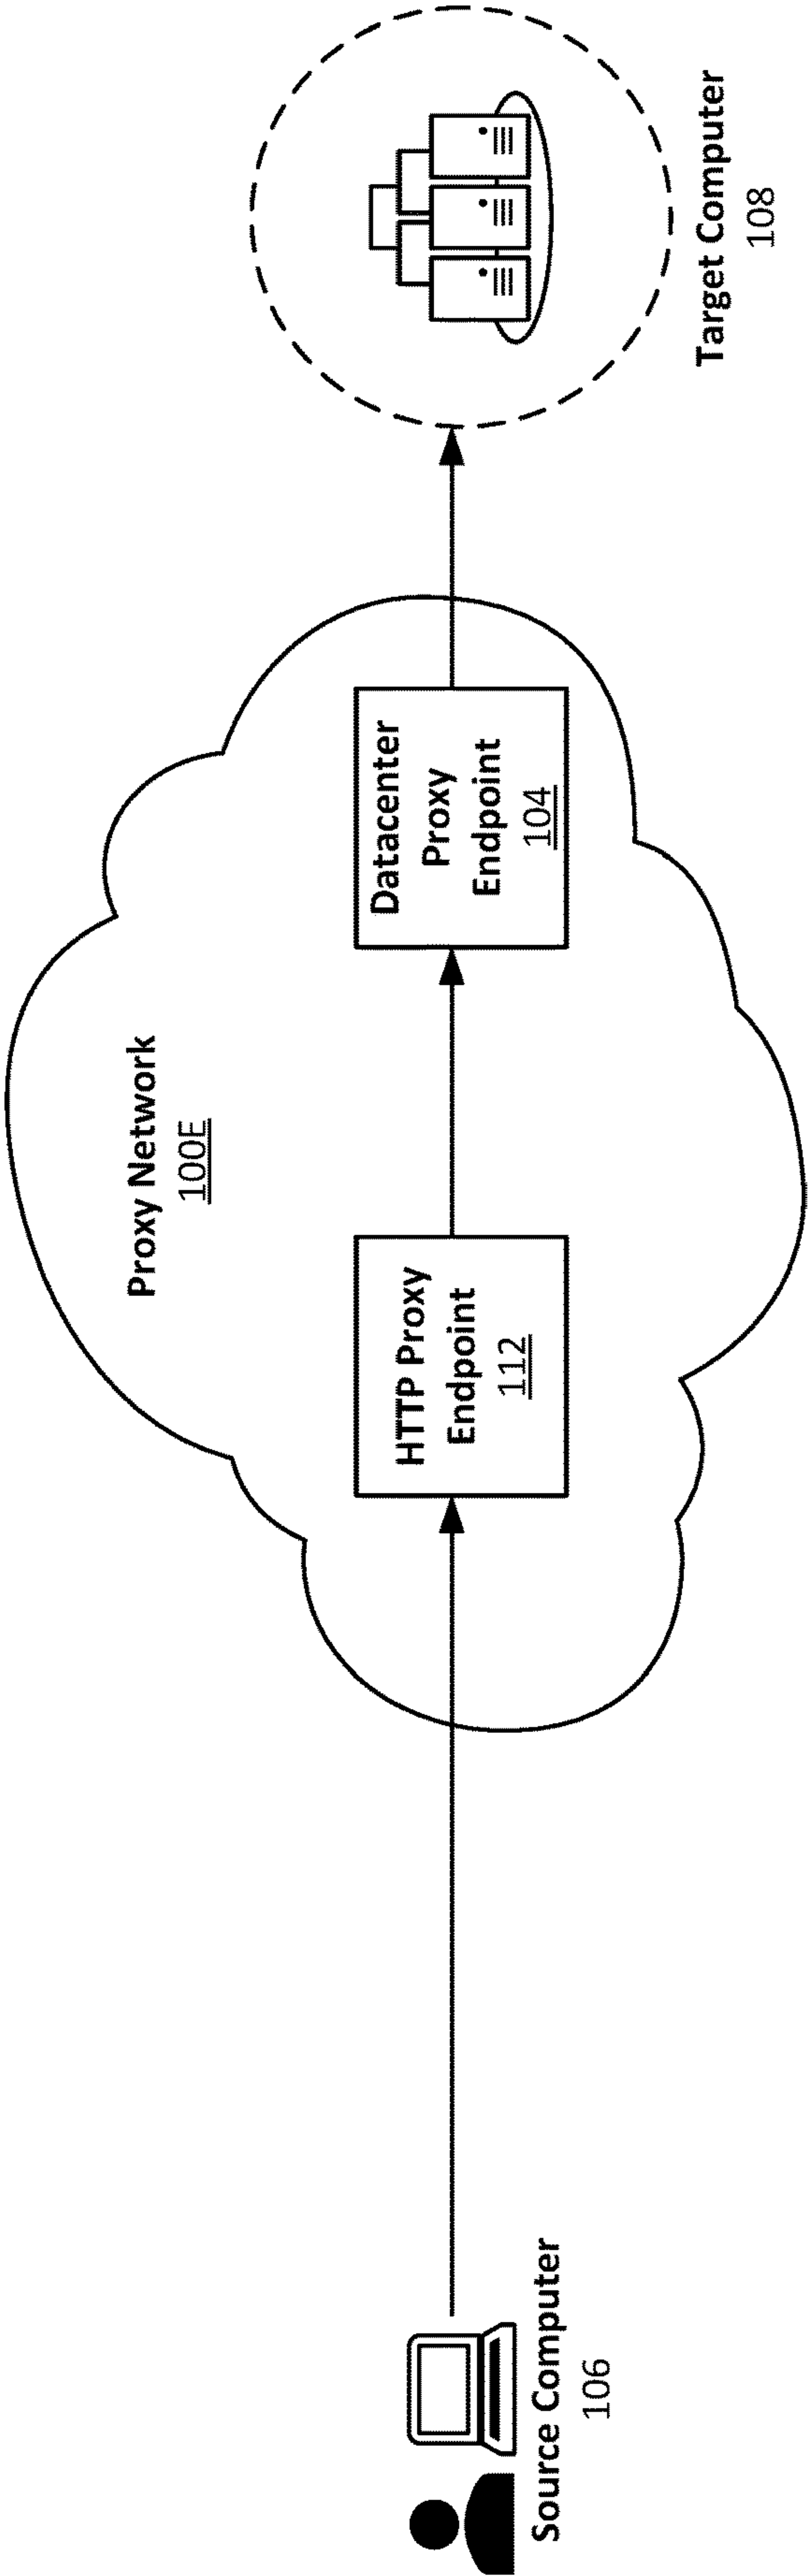 Proxy Network
100E
Source Computer
106
HTTP Proxy
Endpoint
112
Datacenter
Proxy
Endpoint
104
Target Computer
108